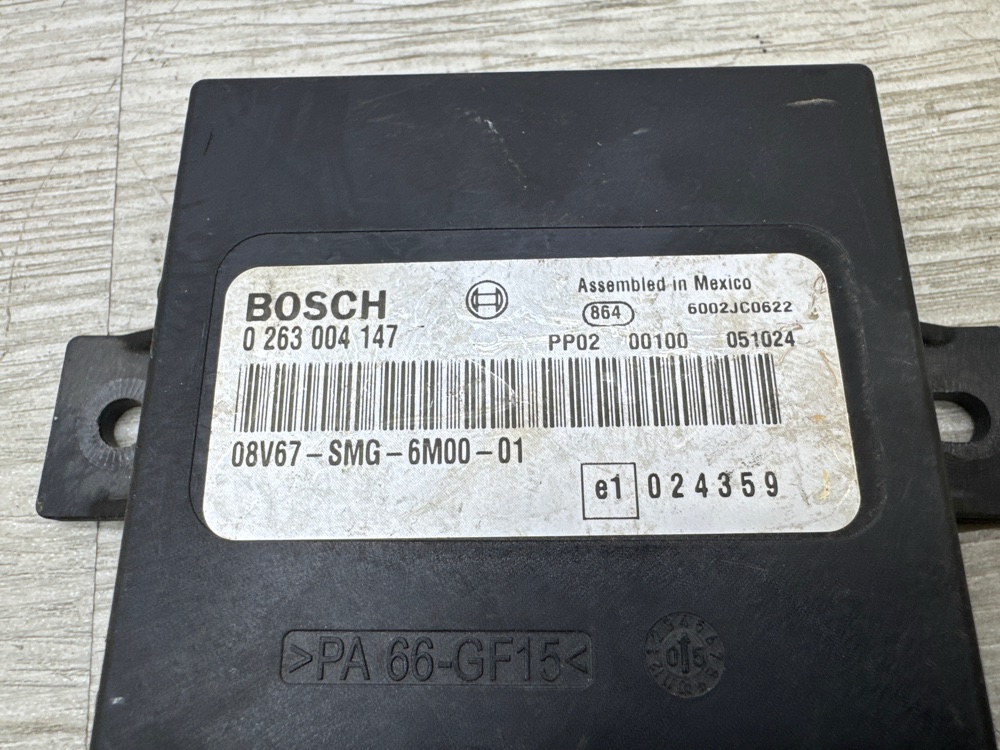 BOSCH
Assembled in Mexico
864 6002JC0622
0 263 004 147
PP02 00100 051024
08V67-SMG-6M00-01
e1 024359
>PA 66-GF15<
05